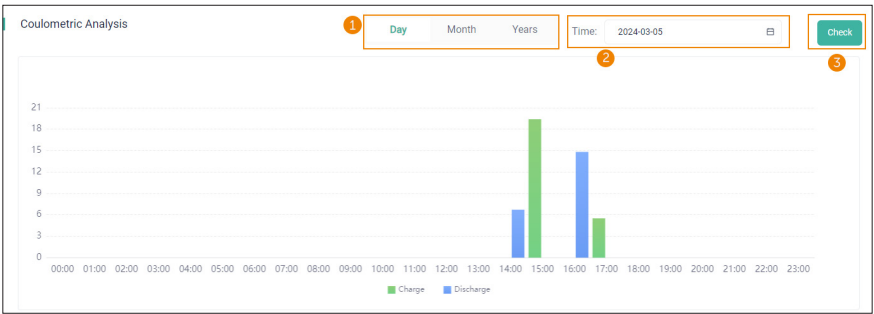 Coulometric Analysis
1 Day Month Years Time: 2024-03-05 Check
2 3
21
18
15
12
9
6
3
0
00:00 01:00 02:00 03:00 04:00 05:00 06:00 07:00 08:00 09:00 10:00 11:00 12:00 13:00 14:00 15:00 16:00 17:00 18:00 19:00 20:00 21:00 22:00 23:00
Charge Discharge